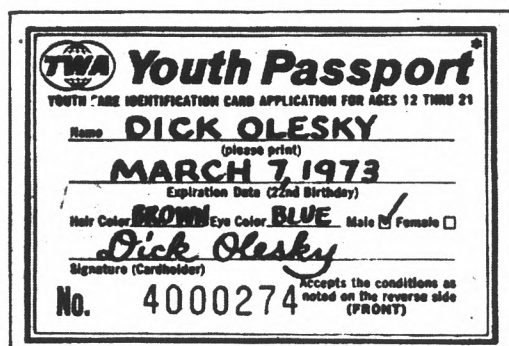 TWA Youth Passport*
YOUTH FARE IDENTIFICATION CARD APPLICATION FOR AGES 12 THRU 21
Name DICK OLESKY
(please print)
MARCH 7, 1973
Expiration Date (22nd Birthday)
Hair Color BROWN Eye Color BLUE Male ☑ Female ☐
Dick Olesky
Signature (Cardholder)
No. 4000274
Accepts the conditions as
noted on the reverse side
(FRONT)